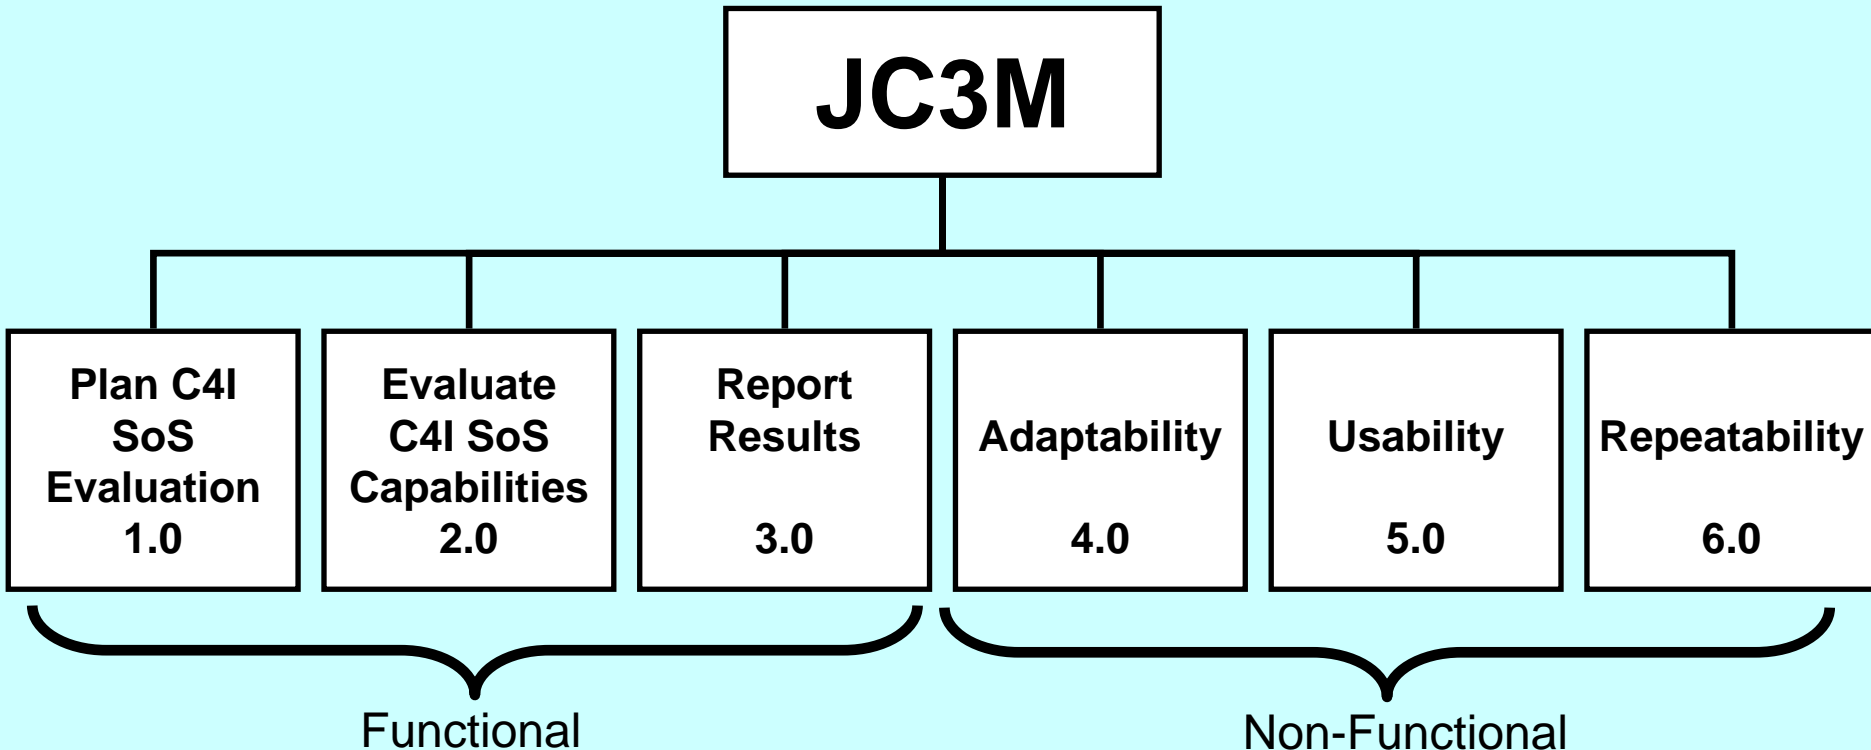 JC3M
Plan C4I
SoS
Evaluation
1.0
Evaluate
C4I SoS
Capabilities
2.0
Report
Results
3.0
Adaptability
4.0
Usability
5.0
Repeatability
6.0
Functional
Non-Functional